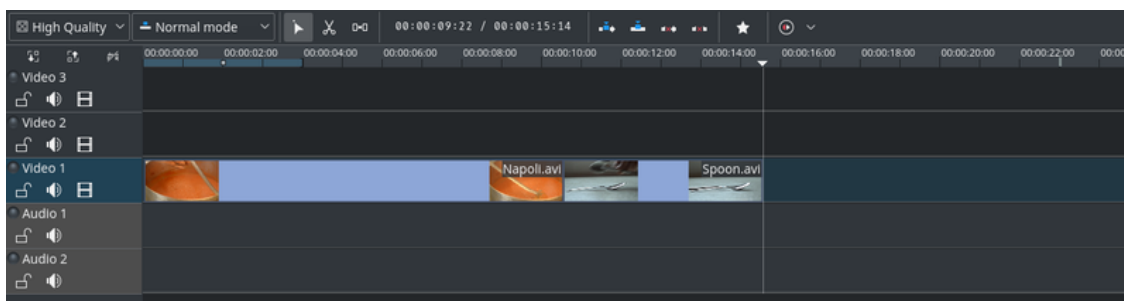 High Quality Normal mode 00:00:09:22 / 00:00:15:14
00:00:00:00 00:00:02:00 00:00:04:00 00:00:06:00 00:00:08:00 00:00:10:00 00:00:12:00 00:00:14:00 00:00:16:00 00:00:18:00 00:00:20:00 00:00:22:00 00:00
Video 3
Video 2
Video 1 Napoli.avi Spoon.avi
Audio 1
Audio 2